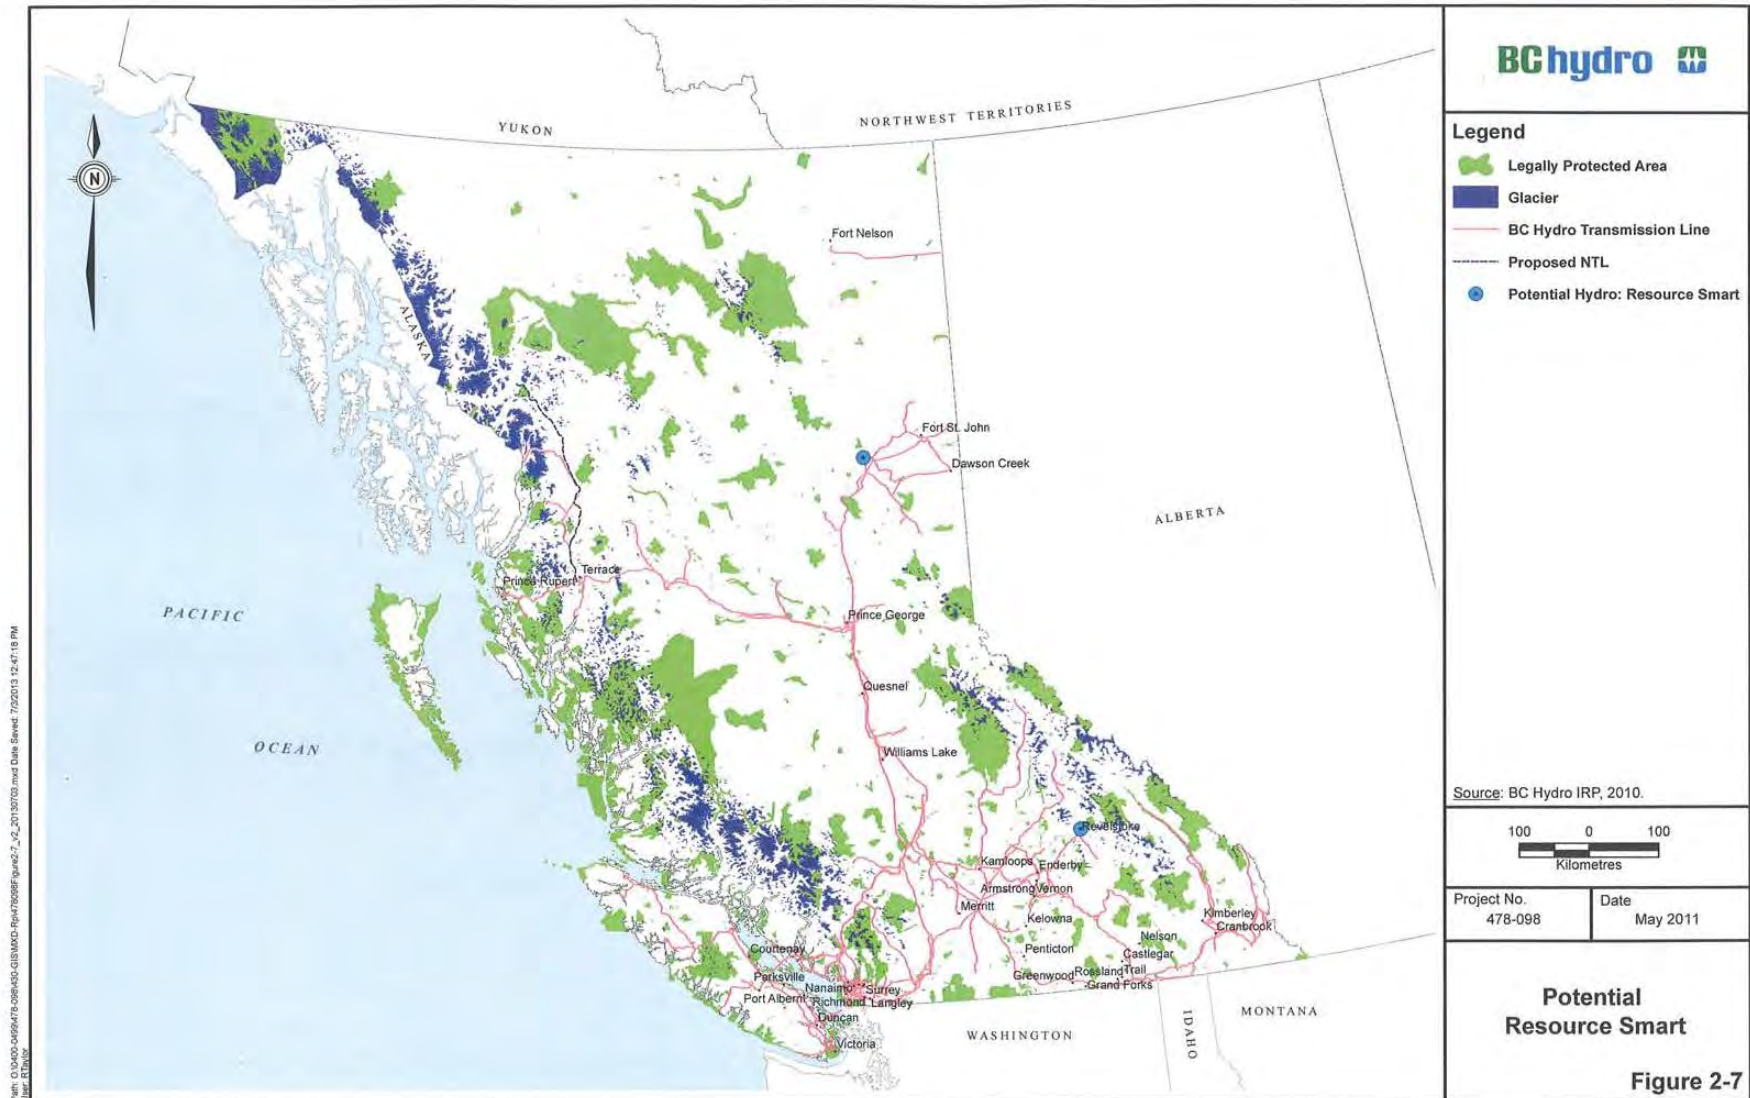 BChydro
Legend
Legally Protected Area
Glacier
BC Hydro Transmission Line
Proposed NTL
Potential Hydro: Resource Smart
Source: BC Hydro IRP, 2010.
100 0 100
Kilometres
Project No.
478-098
Date
May 2011
Potential
Resource Smart
Figure 2-7
N
YUKON
NORTHWEST TERRITORIES
ALASKA
ALBERTA
PACIFIC
OCEAN
WASHINGTON
IDAHO
MONTANA
Fort Nelson
Fort St. John
Dawson Creek
Terrace
Prince Rupert
Prince George
Quesnel
Williams Lake
Revelstoke
Kamloops
Enderby
Armstrong
Vernon
Merritt
Kelowna
Kimberley
Cranbrook
Penticton
Nelson
Castlegar
Greenwood
Rossland
Trail
Grand Forks
Courtenay
Parksville
Nanaimo
Surrey
Port Alberni
Richmond
Langley
Duncan
Victoria